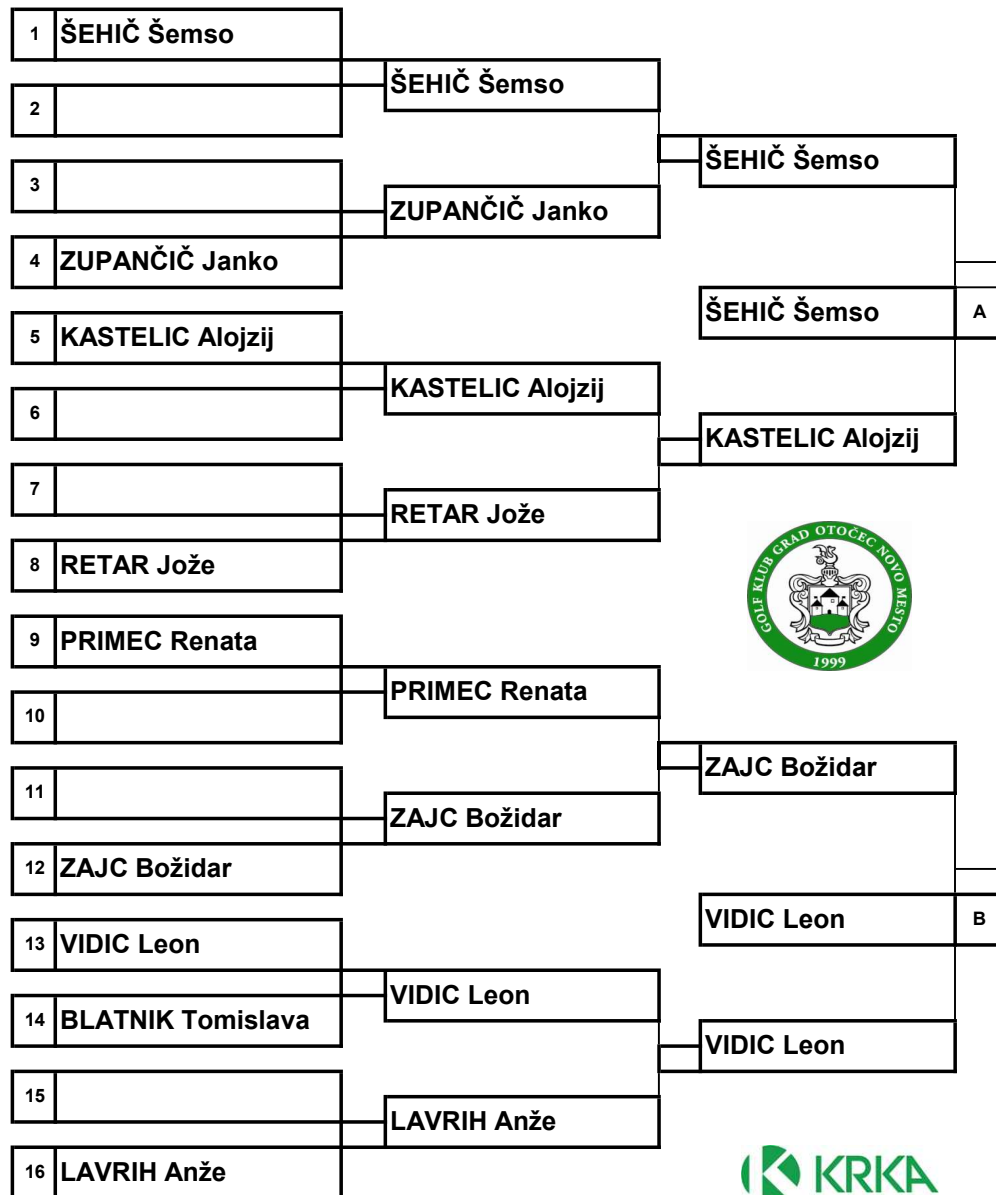 1 ŠEHIČ Šemso
ŠEHIČ Šemso
2
ŠEHIČ Šemso
3
ZUPANČIČ Janko
4 ZUPANČIČ Janko
ŠEHIČ Šemso A
5 KASTELIC Alojzij
KASTELIC Alojzij
6
KASTELIC Alojzij
7
RETAR Jože
8 RETAR Jože
GOLF KLUB GRAD OTOČEC NOVO MESTO
1999
9 PRIMEC Renata
PRIMEC Renata
10
ZAJC Božidar
11
ZAJC Božidar
12 ZAJC Božidar
VIDIC Leon B
13 VIDIC Leon
VIDIC Leon
14 BLATNIK Tomislava
VIDIC Leon
15
LAVRIH Anže
16 LAVRIH Anže
KRKA